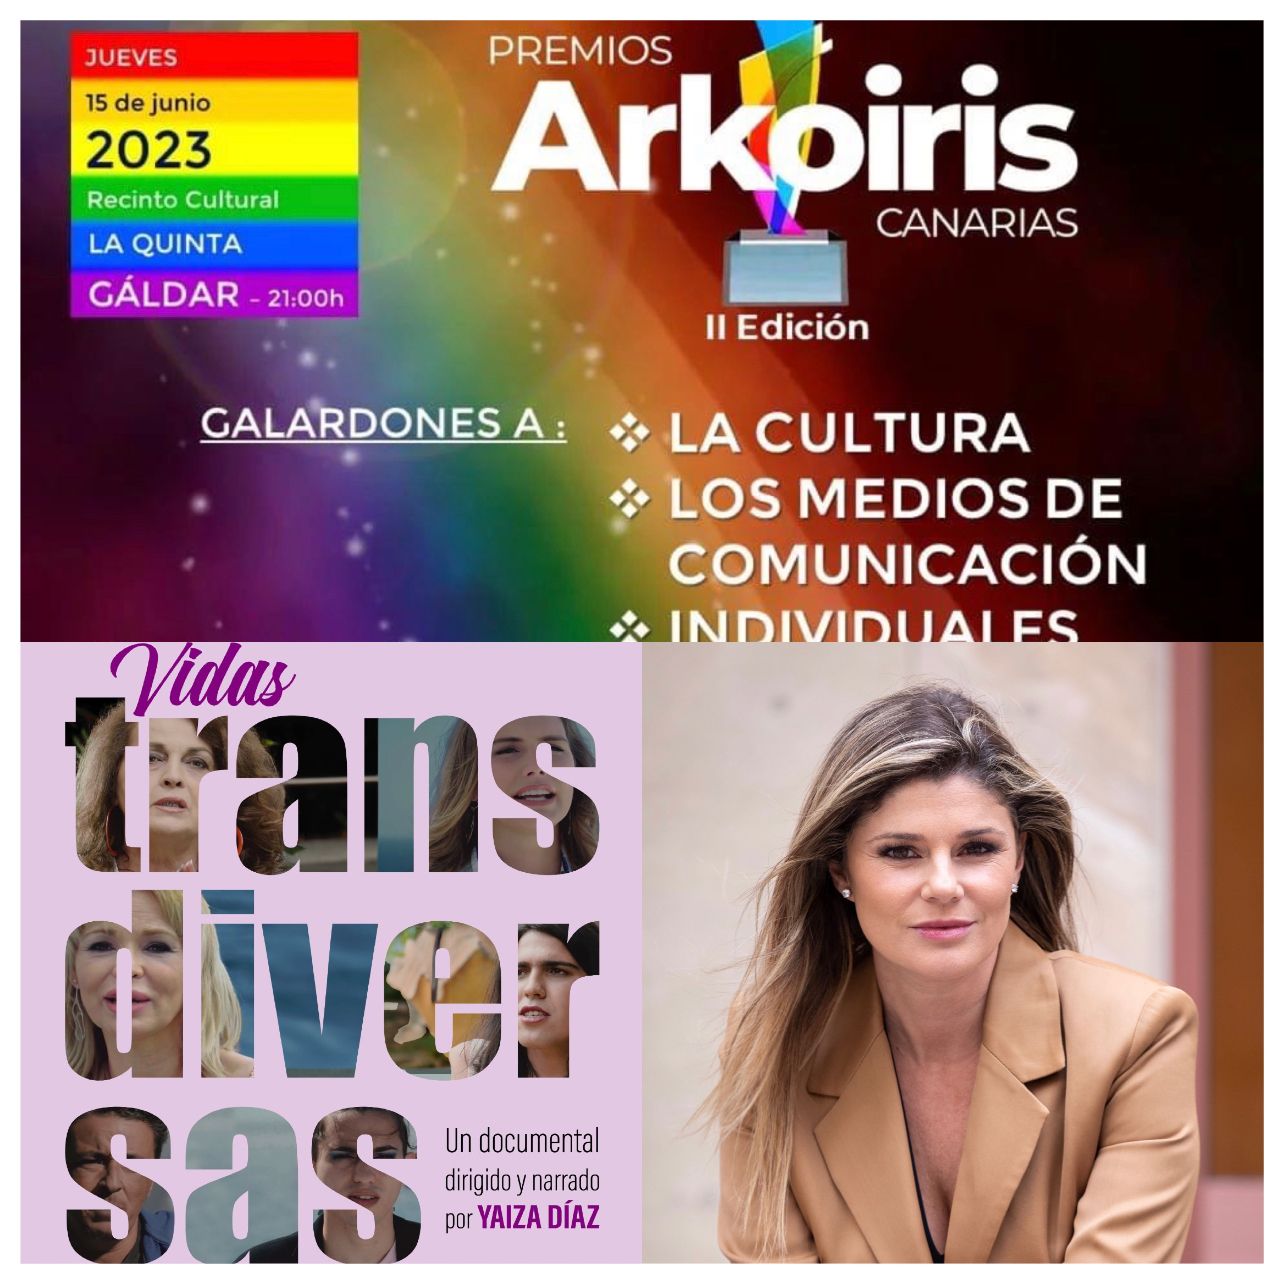 JUEVES
15 de junio
2023
Recinto Cultural
LA QUINTA
GÁLDAR - 21:00h
PREMIOS
Arkoiris
CANARIAS
II Edición
GALARDONES A :
LA CULTURA
LOS MEDIOS DE
COMUNICACIÓN
INDIVIDUALES
Vidas
trans
diver
sas
Un documental
dirigido y narrado
por YAIZA DÍAZ